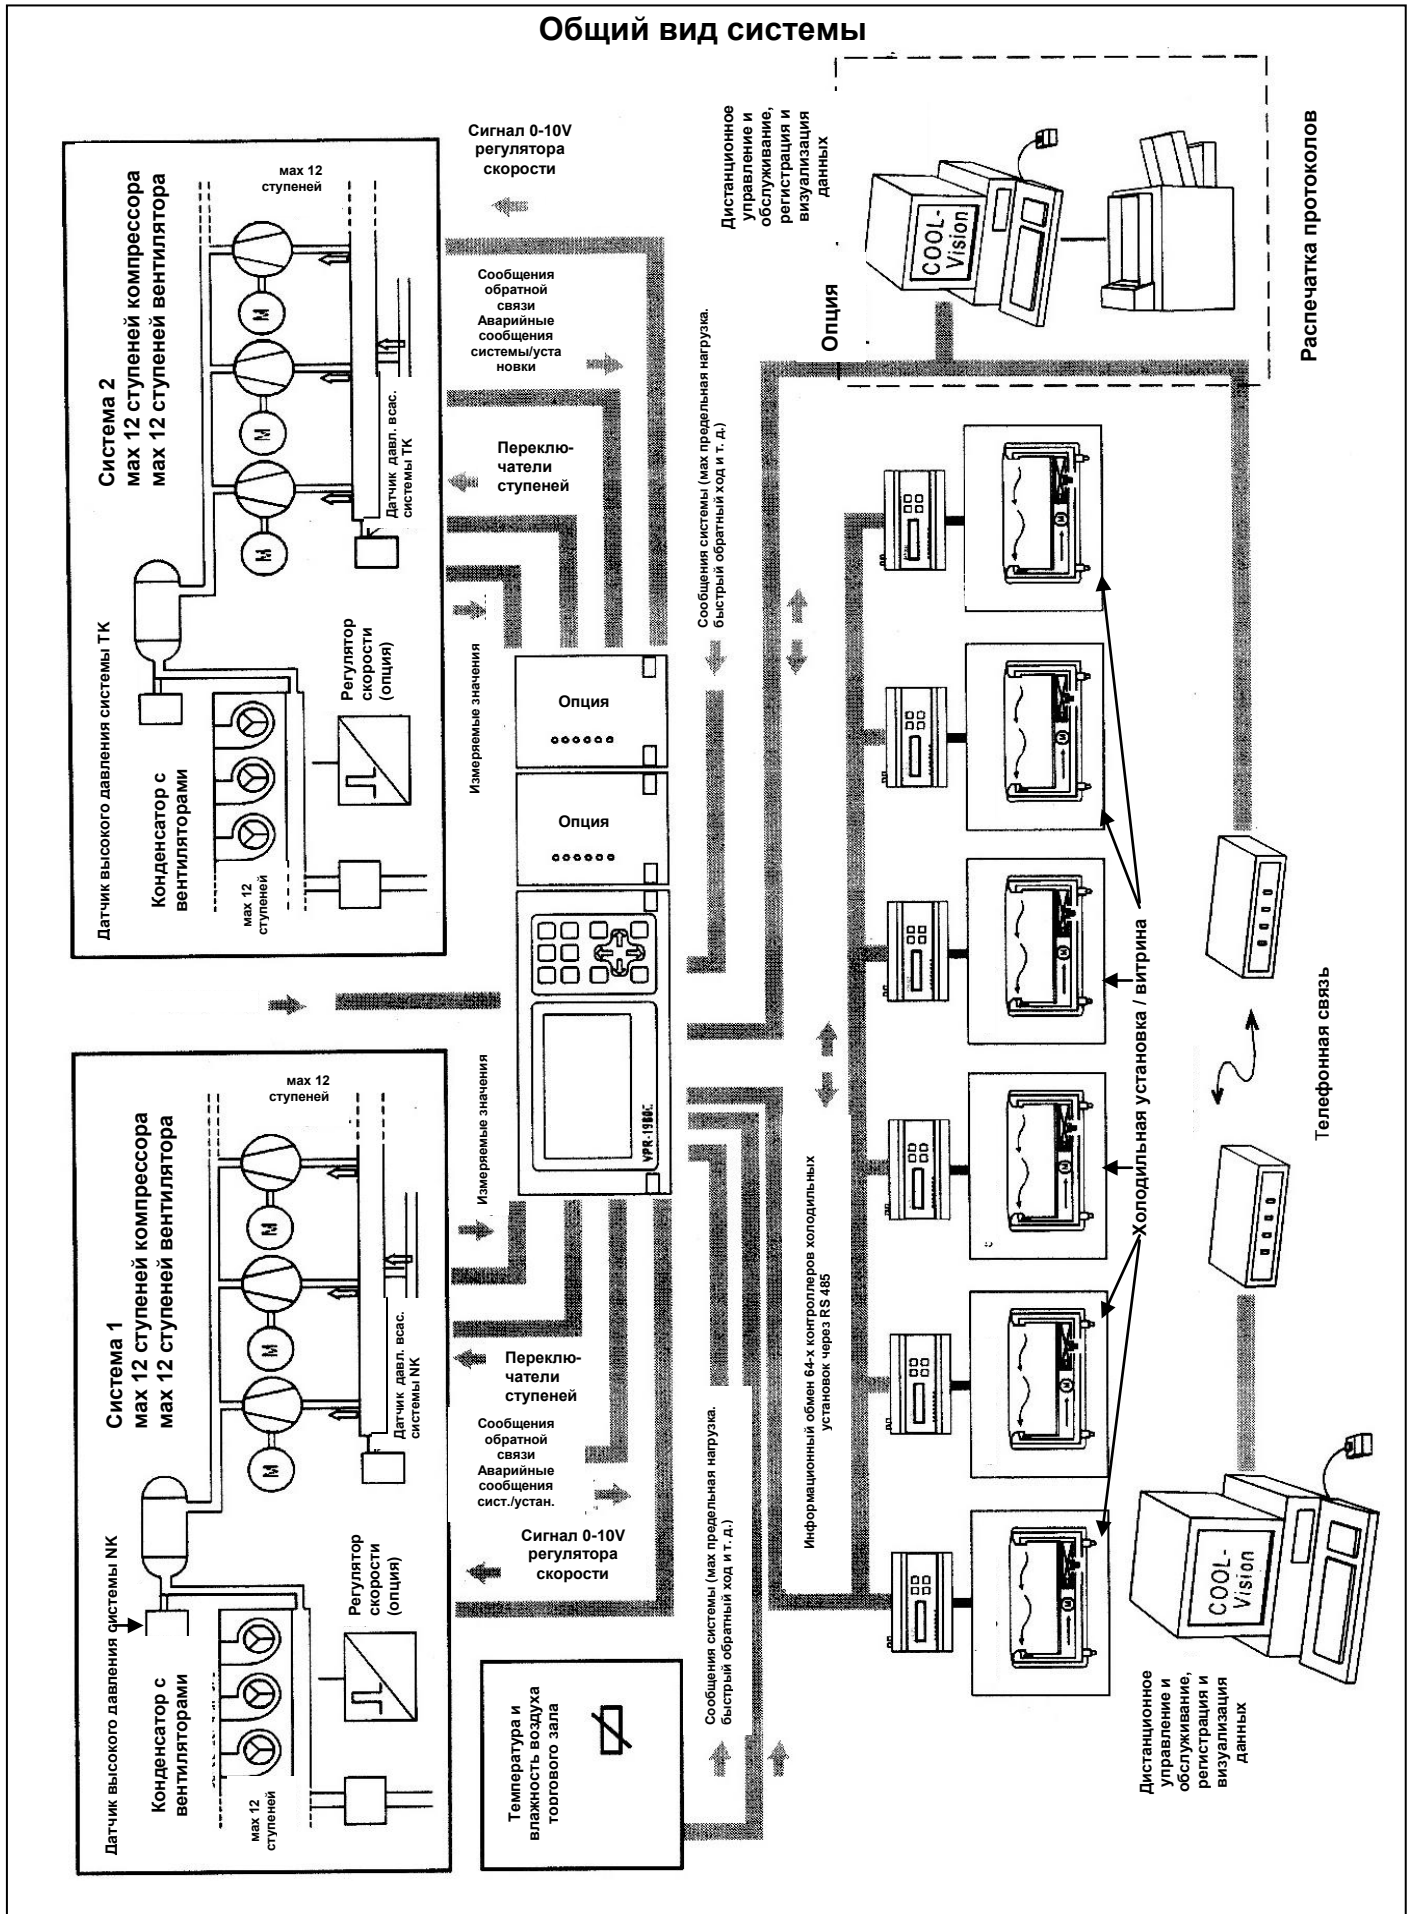 Общий вид системы
Система 2
мах 12 ступеней компрессора
мах 12 ступеней вентилятора
мах 12
ступеней
M
M
M
Датчик давл. всас.
системы ТК
Датчик высокого давления системы ТК
Конденсатор с
вентиляторами
мах 12
ступеней
Регулятор
скорости
(опция)
Сигнал 0-10V
регулятора
скорости
Сообщения
обратной
связи
Аварийные
сообщения
системы/уста
новки
Переклю-
чатели
ступеней
Измеряемые значения
Опция
Опция
VPR-1980C
Дистанционное
управление и
обслуживание,
регистрация и
визуализация
данных
Опция
COOL-
Vision
Распечатка протоколов
Сообщения системы (мах предельная нагрузка.
быстрый обратный ход и т. д.)
Система 1
мах 12 ступеней компрессора
мах 12 ступеней вентилятора
мах 12
ступеней
M
M
M
Датчик давл. всас.
системы NK
Датчик высокого давления системы NK
Конденсатор с
вентиляторами
мах 12
ступеней
Регулятор
скорости
(опция)
Измеряемые значения
Переклю-
чатели
ступеней
Сообщения
обратной
связи
Аварийные
сообщения
сист./устан.
Сигнал 0-10V
регулятора
скорости
Температура и
влажность воздуха
торгового зала
Сообщения системы (мах предельная нагрузка.
быстрый обратный ход и т. д.)
Информационный обмен 64-х контроллеров холодильных
установок через RS 485
M
M
M
M
M
M
Холодильная установка / витрина
Телефонная связь
COOL-
Vision
Дистанционное
управление и
обслуживание,
регистрация и
визуализация
данных